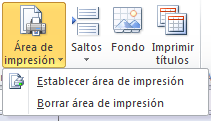 Área de
impresión
Saltos
Fondo
Imprimir
títulos
Establecer área de impresión
Borrar área de impresión